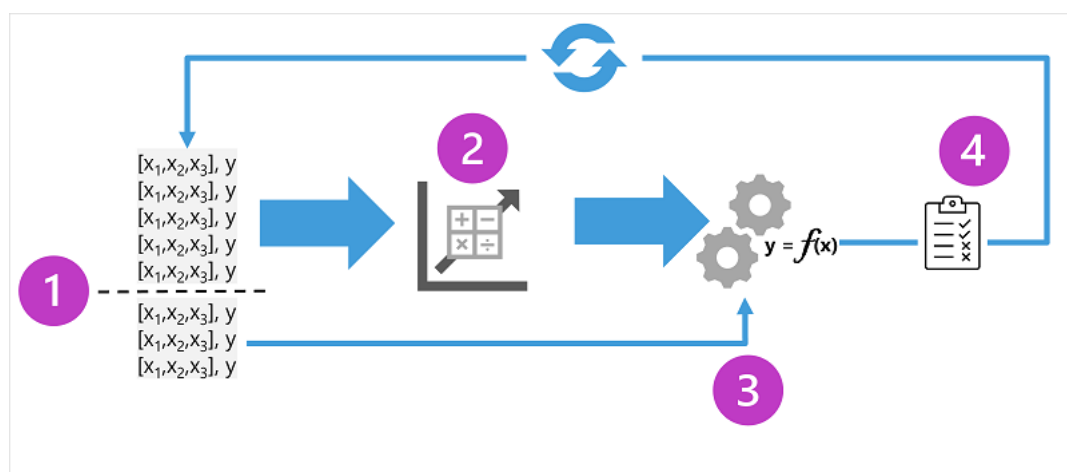 2
4
[x₁,x₂,x₃], y
[x₁,x₂,x₃], y
[x₁,x₂,x₃], y
[x₁,x₂,x₃], y
[x₁,x₂,x₃], y
+ −
× ÷
y = f(x)
1
[x₁,x₂,x₃], y
[x₁,x₂,x₃], y
[x₁,x₂,x₃], y
3